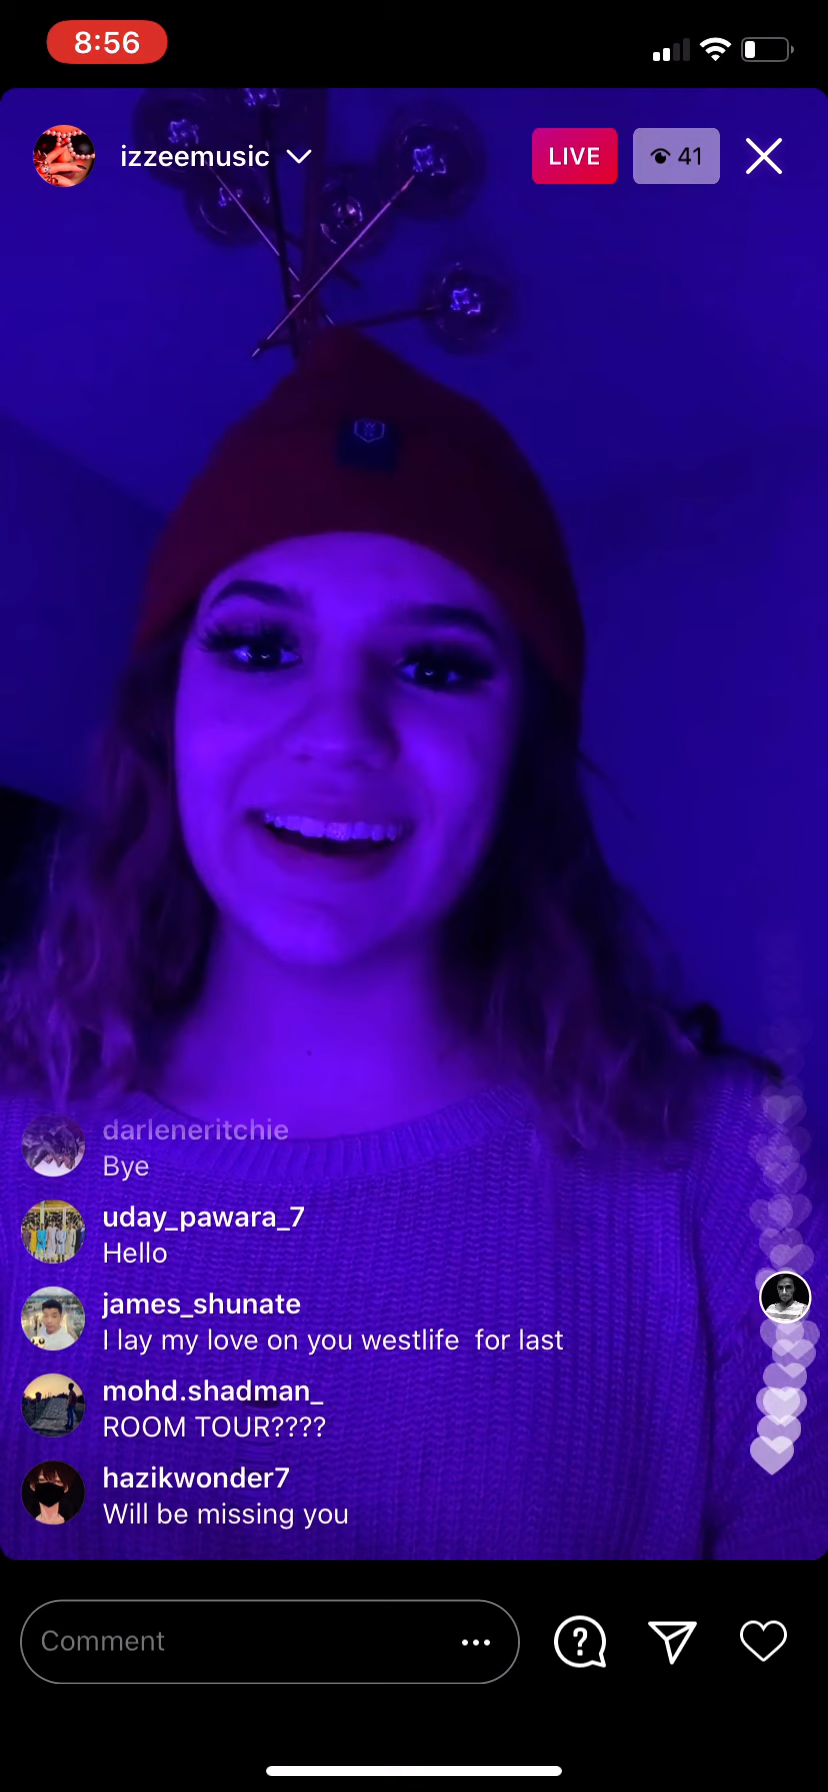 8:56
izzeemusic
LIVE
41
darleneritchie
Bye
uday_pawara_7
Hello
james_shunate
I lay my love on you westlife  for last
mohd.shadman_
ROOM TOUR????
hazikwonder7
Will be missing you
Comment